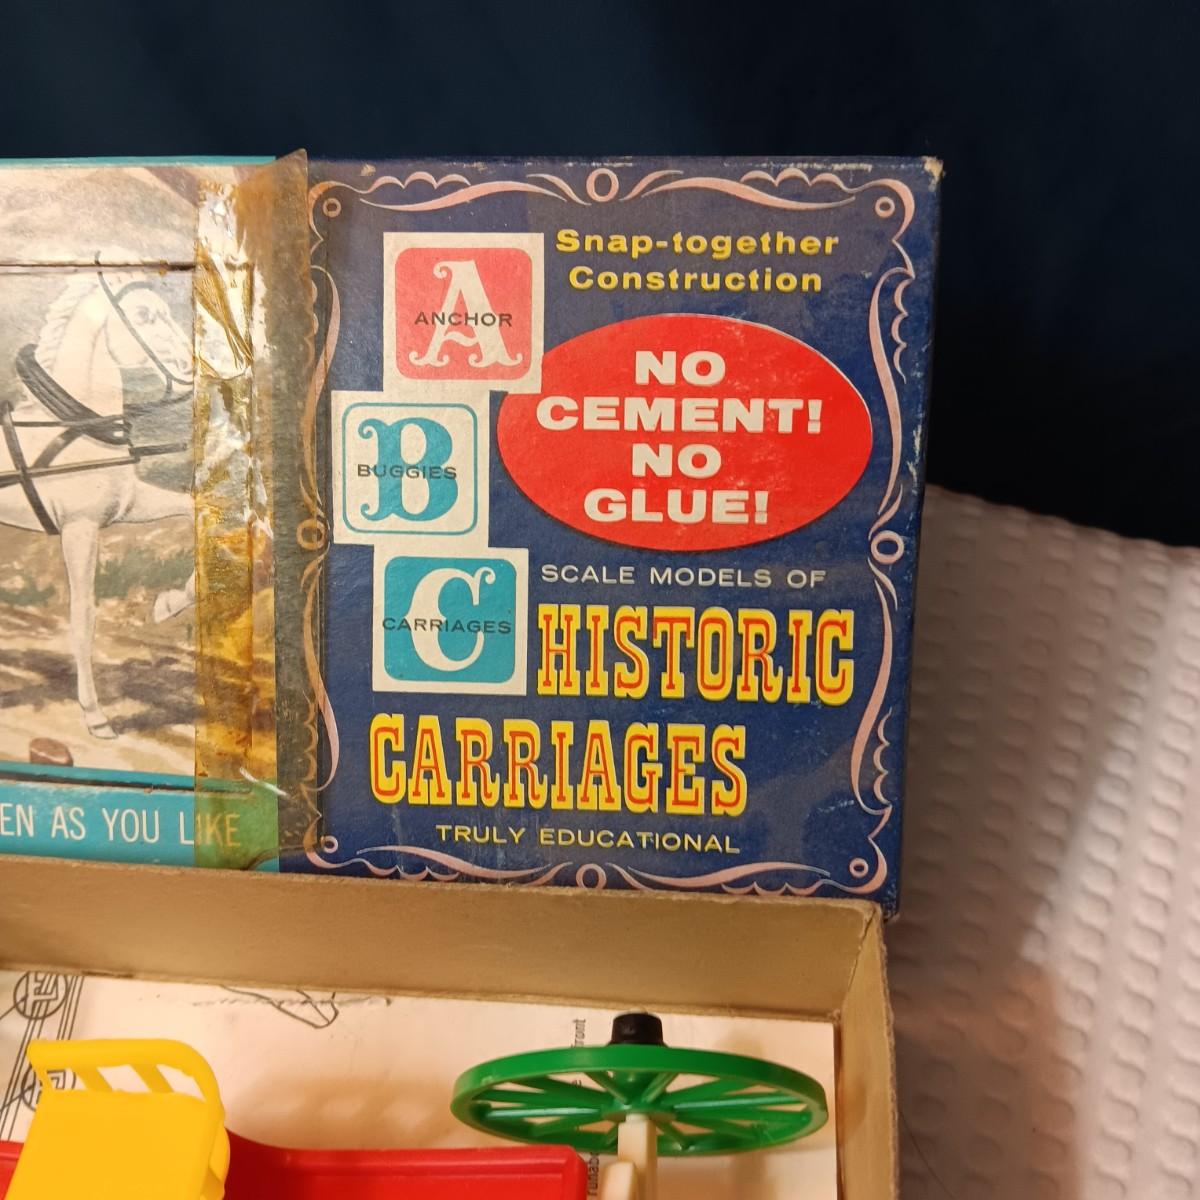 Snap-together
Construction
A
ANCHOR
NO
CEMENT!
NO
GLUE!
B
BUGGIES
C
CARRIAGES
SCALE MODELS OF
HISTORIC
CARRIAGES
TRULY EDUCATIONAL
EN AS YOU LIKE
front